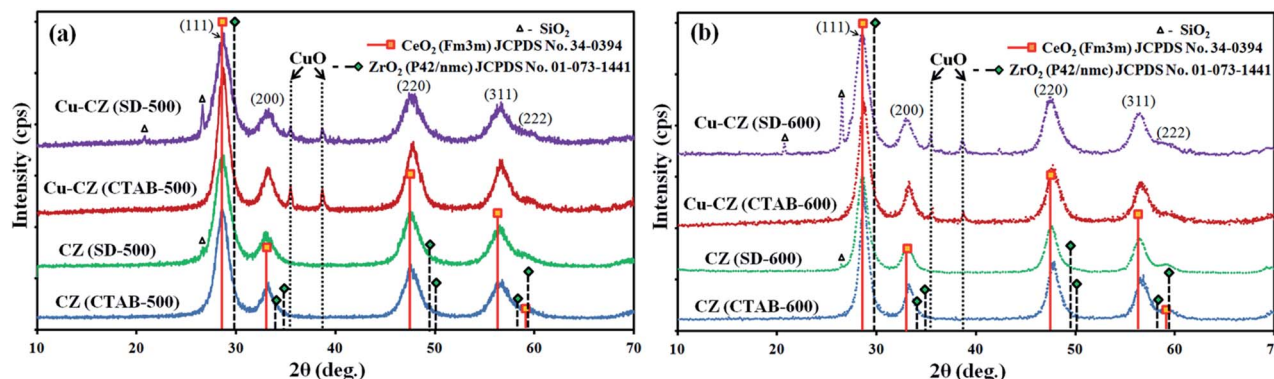 (a)
(111)
△ - SiO₂
CeO₂ (Fm3m) JCPDS No. 34-0394
CuO
ZrO₂ (P42/nmc) JCPDS No. 01-073-1441
Cu-CZ (SD-500)
(200)
(220)
(311)
(222)
Cu-CZ (CTAB-500)
CZ (SD-500)
CZ (CTAB-500)
Intensity (cps)
10 20 30 40 50 60 70
2θ (deg.)
(b)
(111)
△ - SiO₂
CeO₂ (Fm3m) JCPDS No. 34-0394
CuO
ZrO₂ (P42/nmc) JCPDS No. 01-073-1441
Cu-CZ (SD-600)
(200)
(220)
(311)
(222)
Cu-CZ (CTAB-600)
CZ (SD-600)
CZ (CTAB-600)
Intensity (cps)
10 20 30 40 50 60 70
2θ (deg.)